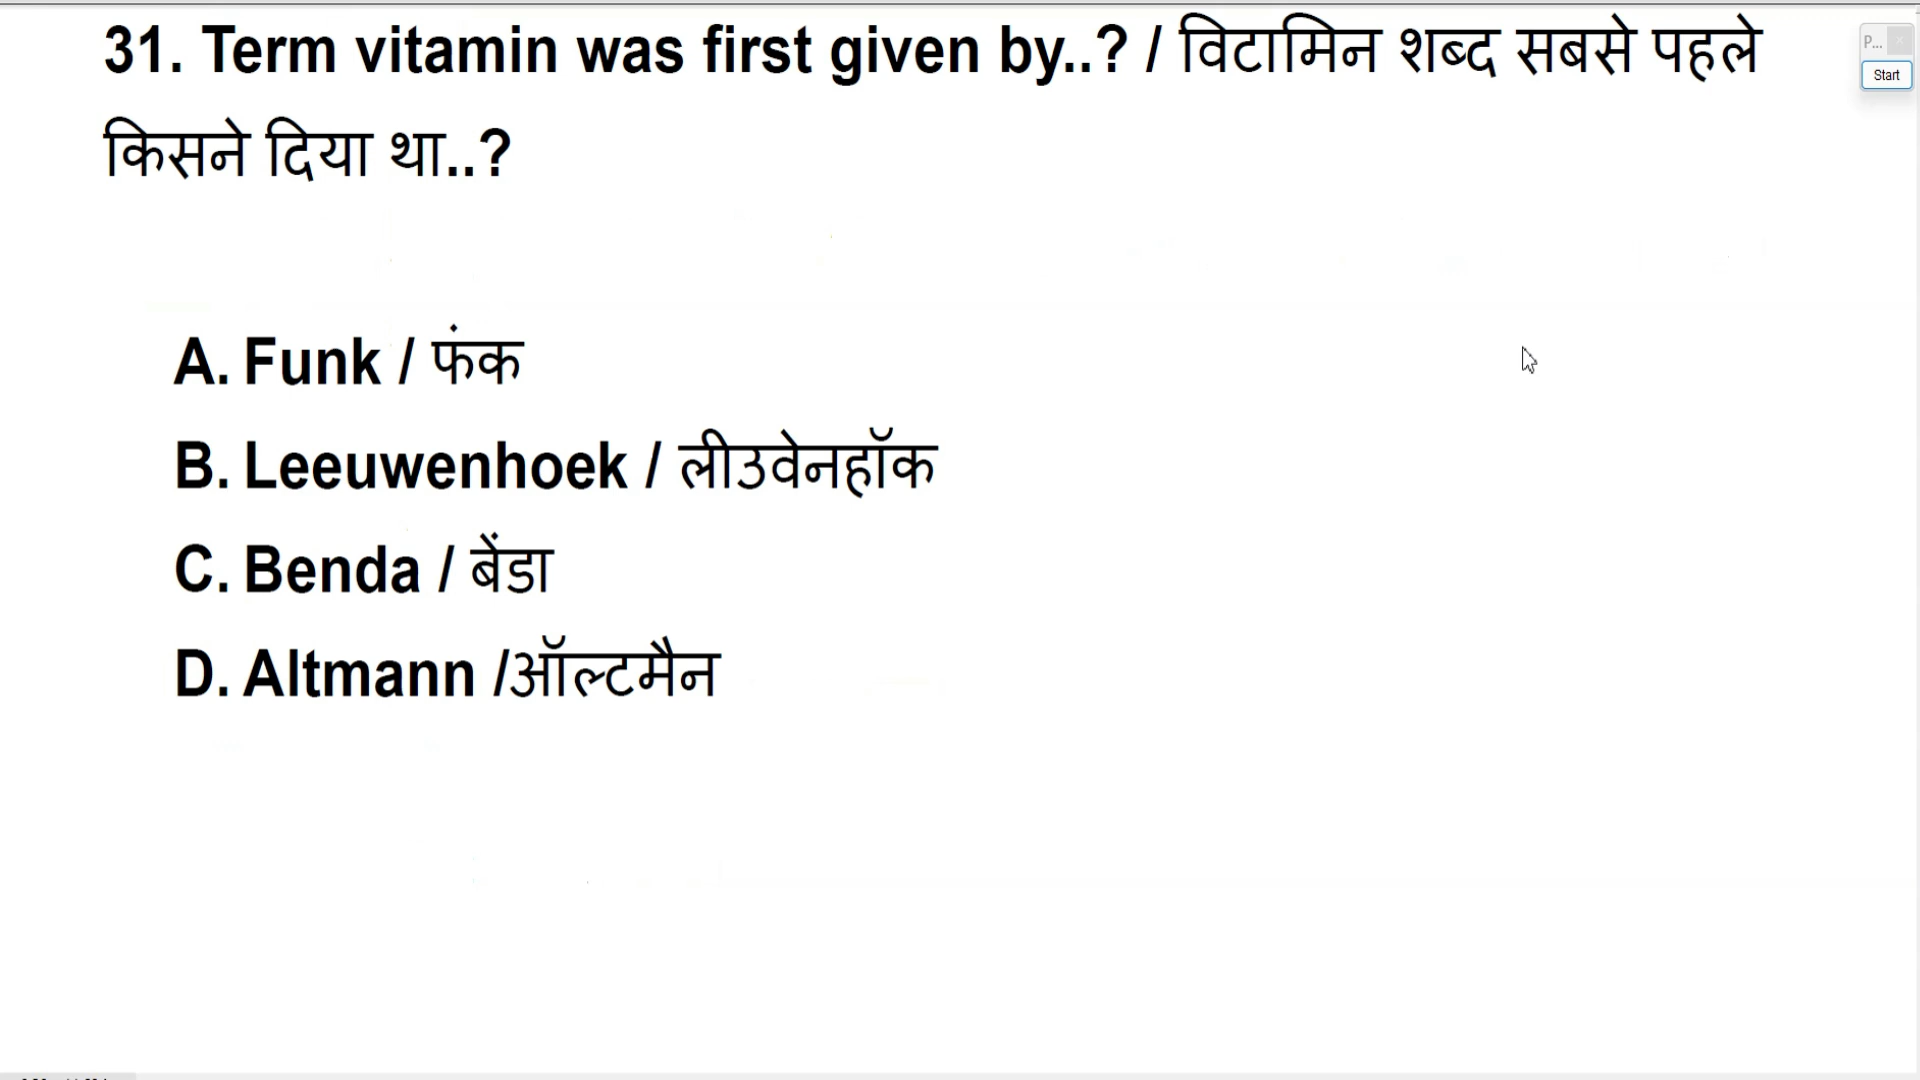 31. Term vitamin was first given by..? / विटामिन शब्द सबसे पहले
किसने दिया था..?
P...
Start
A. Funk / फंक
B. Leeuwenhoek / लीउवेनहॉक
C. Benda / बेंडा
D. Altmann /ऑल्टमैन